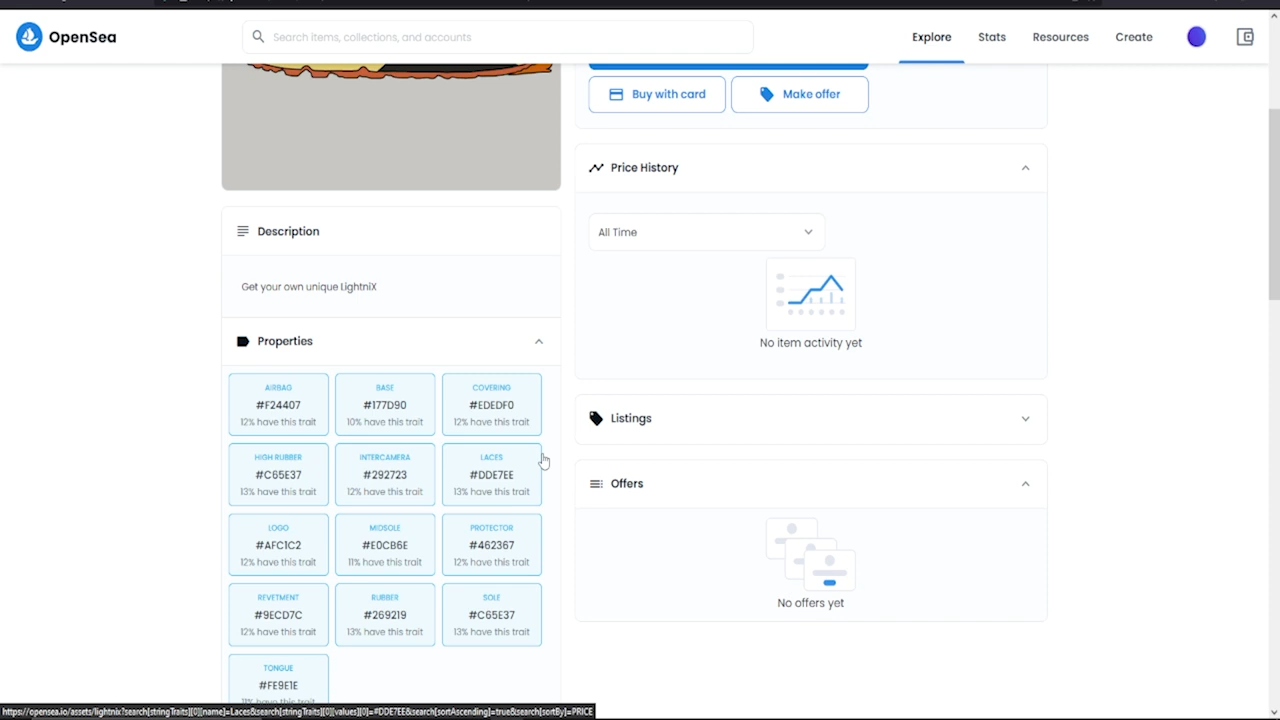 OpenSea
Search items, collections, and accounts
Explore
Stats
Resources
Create
Buy with card
Make offer
Price History
All Time
No item activity yet
Listings
Offers
No offers yet
Description
Get your own unique LightniX
Properties
AIRBAG
#F24407
12% have this trait
BASE
#177D90
10% have this trait
COVERING
#EDEDF0
12% have this trait
HIGH RUBBER
#C65E37
13% have this trait
INTERCAMERA
#292723
12% have this trait
LACES
#DDE7EE
13% have this trait
LOGO
#AFC1C2
12% have this trait
MIDSOLE
#E0CB6E
11% have this trait
PROTECTOR
#462367
12% have this trait
REVETMENT
#9ECD7C
12% have this trait
RUBBER
#269219
13% have this trait
SOLE
#C65E37
13% have this trait
TONGUE
#FE9E1E
11% have this trait
https://opensea.io/assets/lightnix?search[stringTraits][0][name]=Laces&search[stringTraits][0][values][0]=#DDE7EE&search[sortAscending]=true&search[sortBy]=PRICE